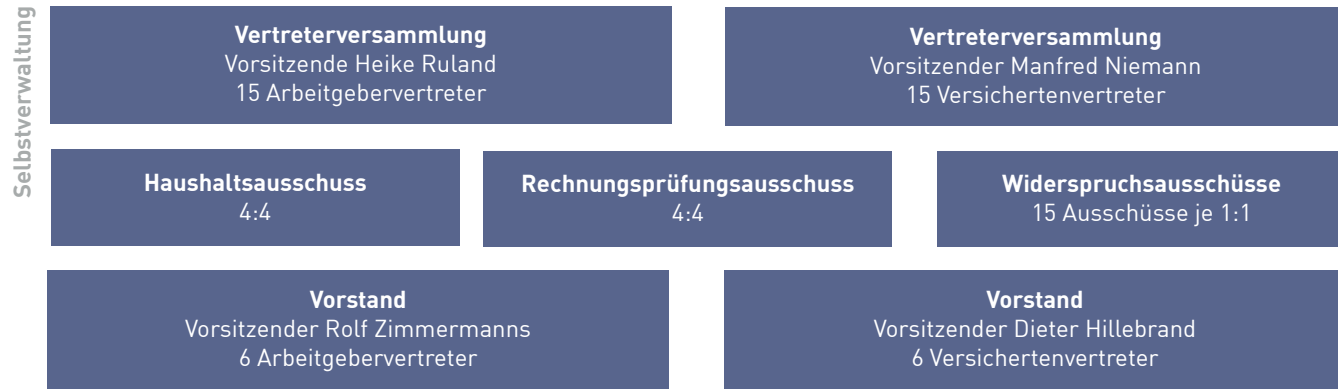 Selbstverwaltung
Vertreterversammlung
Vorsitzende Heike Ruland
15 Arbeitgebervertreter
Vertreterversammlung
Vorsitzender Manfred Niemann
15 Versichertenvertreter
Haushaltsausschuss
4:4
Rechnungsprüfungsausschuss
4:4
Widerspruchsausschüsse
15 Ausschüsse je 1:1
Vorstand
Vorsitzender Rolf Zimmermanns
6 Arbeitgebervertreter
Vorstand
Vorsitzender Dieter Hillebrand
6 Versichertenvertreter